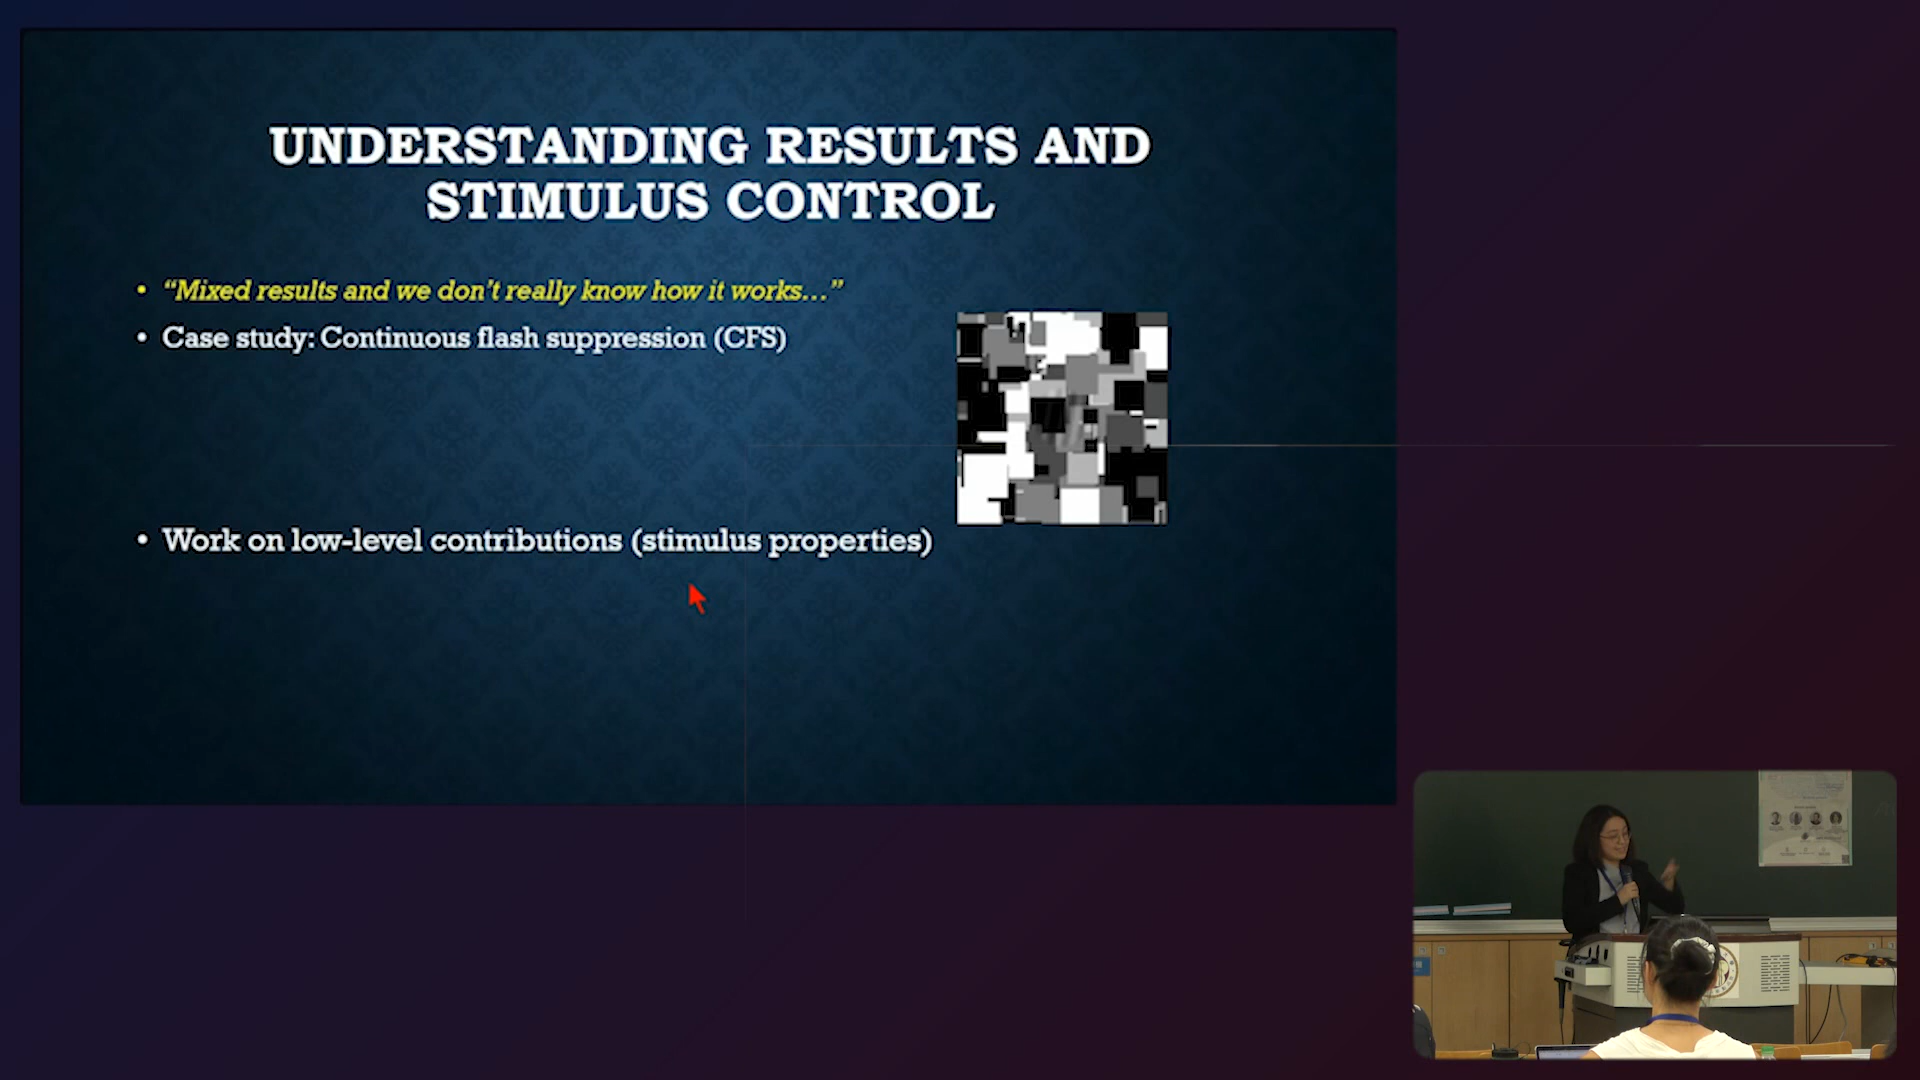 UNDERSTANDING RESULTS AND
STIMULUS CONTROL
• “Mixed results and we don’t really know how it works...”
• Case study: Continuous flash suppression (CFS)
• Work on low-level contributions (stimulus properties)